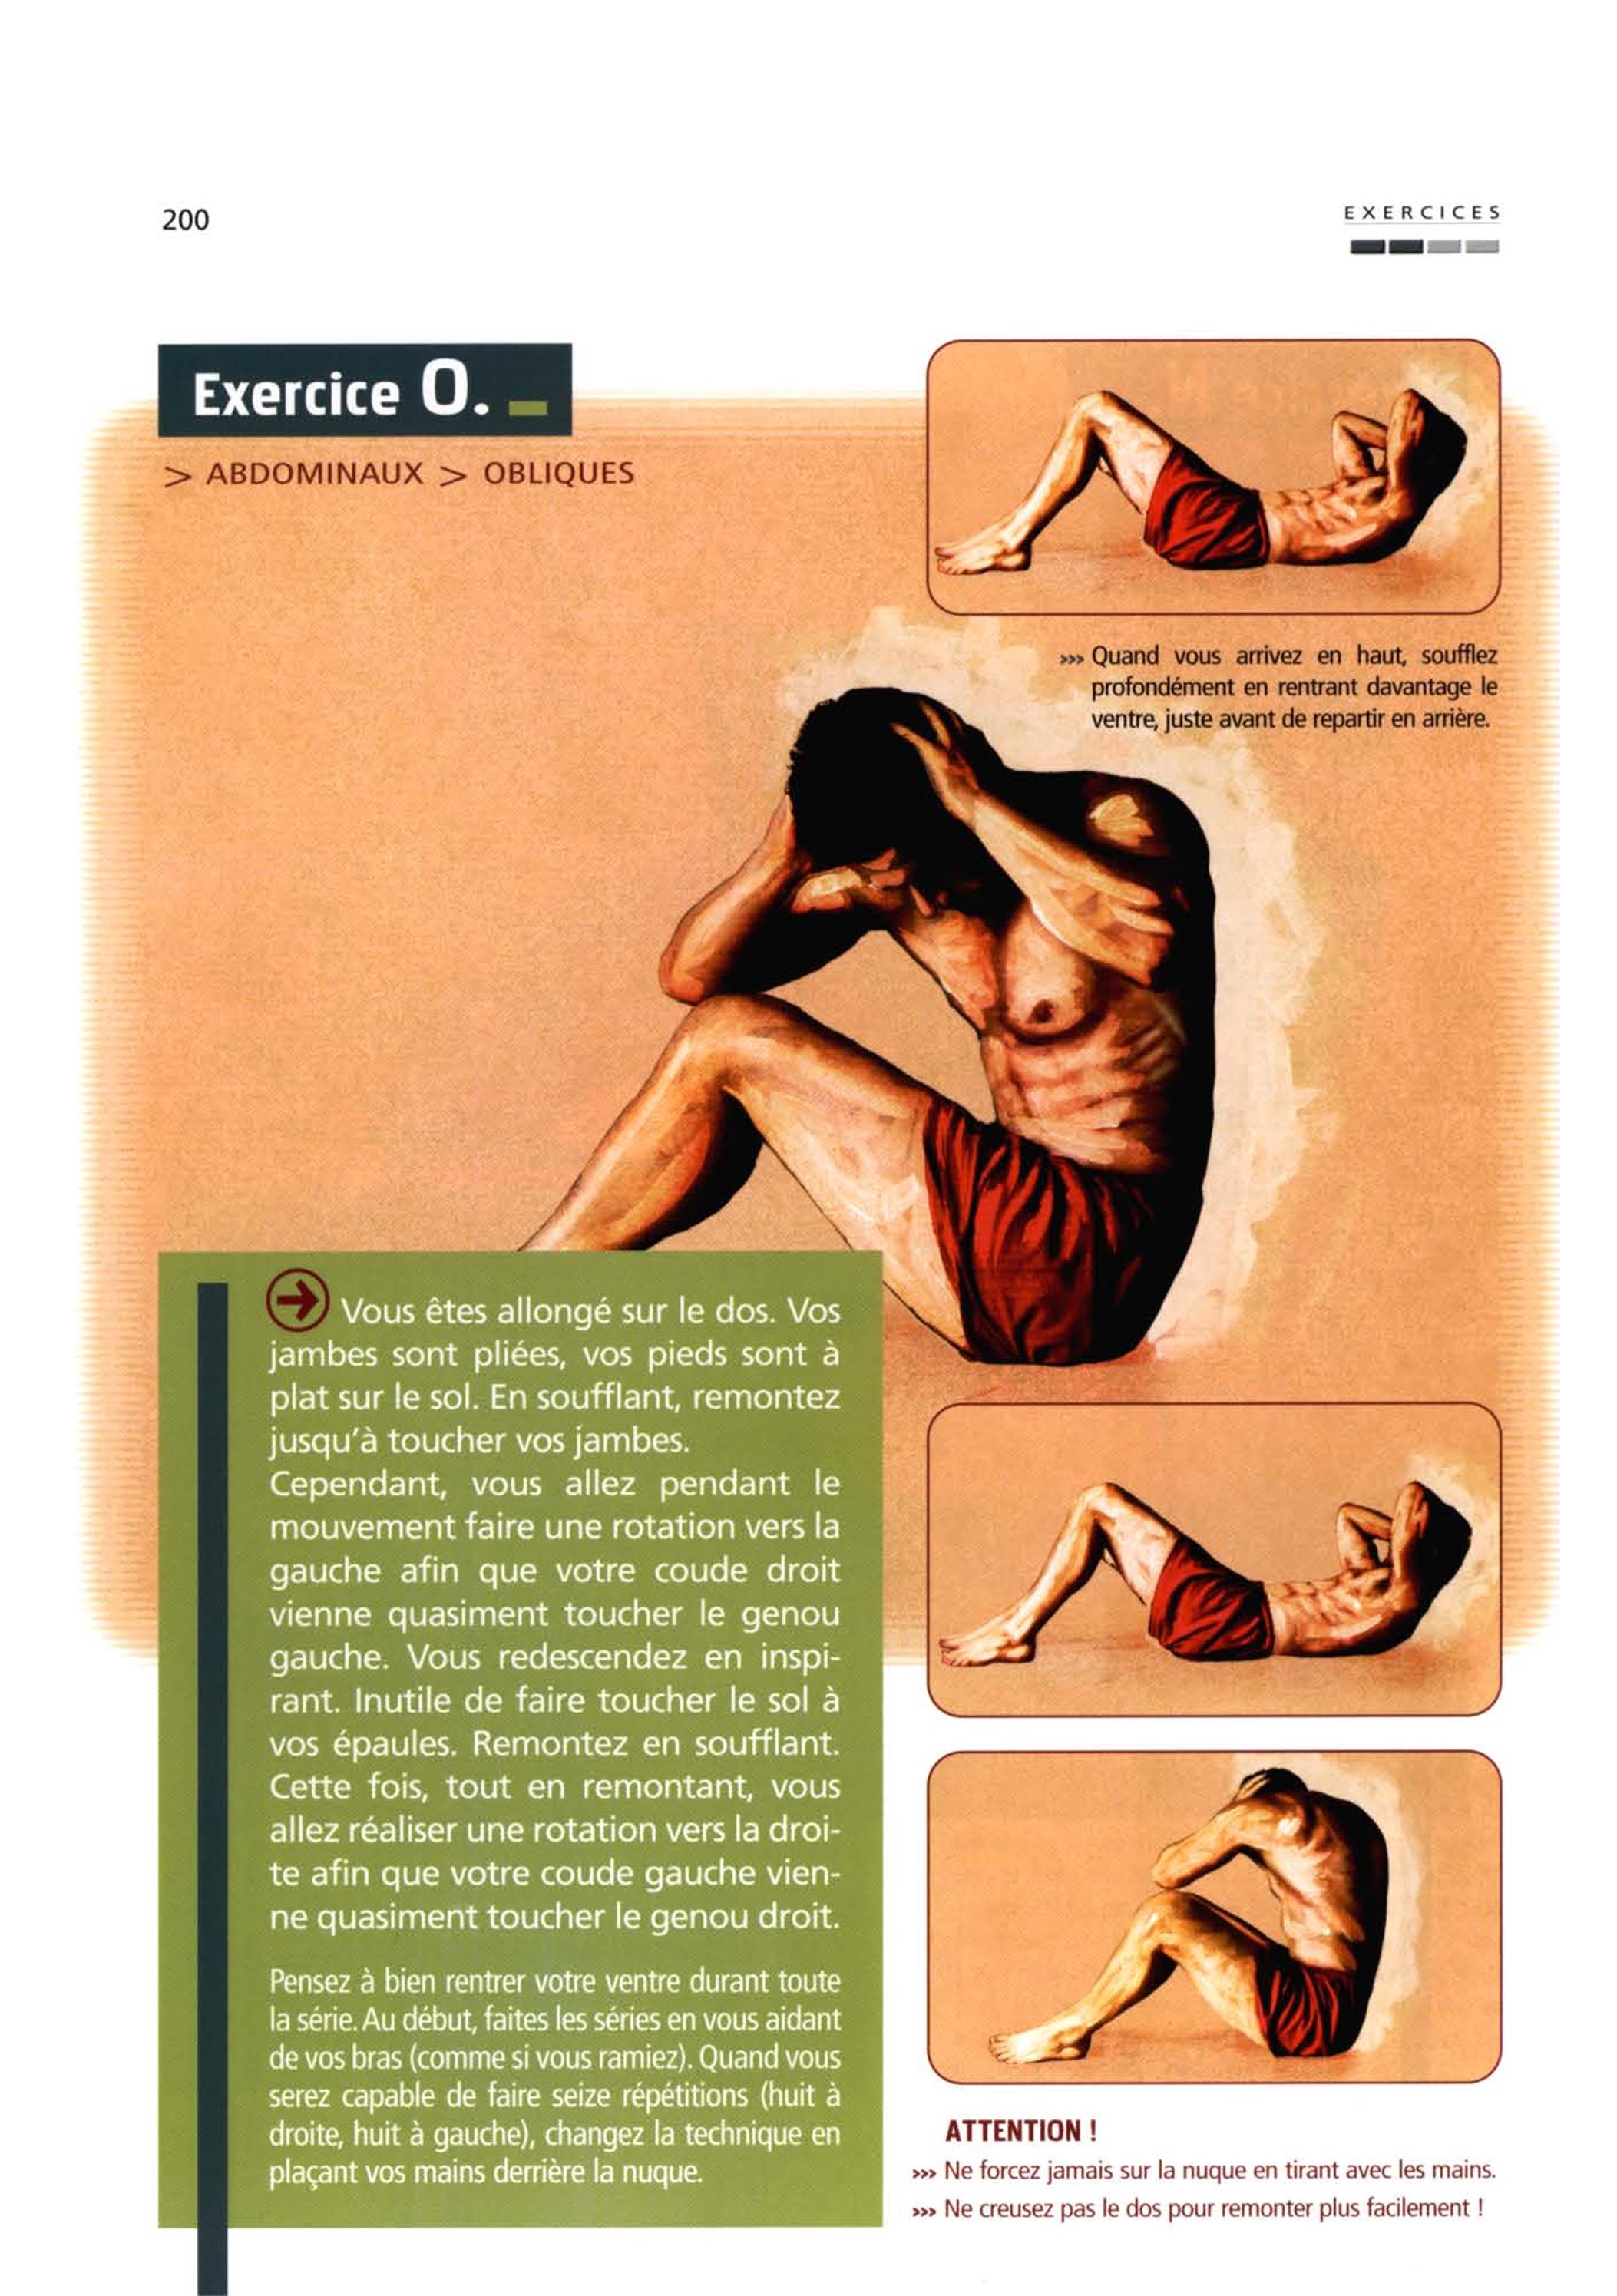 200
EXERCICES
Exercice O.
> ABDOMINAUX > OBLIQUES
>>> Quand vous arrivez en haut, soufflez
profondément en rentrant davantage le
ventre, juste avant de repartir en arrière.
Vous êtes allongé sur le dos. Vos
jambes sont pliées, vos pieds sont à
plat sur le sol. En soufflant, remontez
jusqu'à toucher vos jambes.
Cependant, vous allez pendant le
mouvement faire une rotation vers la
gauche afin que votre coude droit
vienne quasiment toucher le genou
gauche. Vous redescendez en inspi-
rant. Inutile de faire toucher le sol à
vos épaules. Remontez en soufflant.
Cette fois, tout en remontant, vous
allez réaliser une rotation vers la droi-
te afin que votre coude gauche vien-
ne quasiment toucher le genou droit.
Pensez à bien rentrer votre ventre durant toute
la série. Au début, faites les séries en vous aidant
de vos bras (comme si vous ramiez). Quand vous
serez capable de faire seize répétitions (huit à
droite, huit à gauche), changez la technique en
plaçant vos mains derrière la nuque.
ATTENTION !
>>> Ne forcez jamais sur la nuque en tirant avec les mains.
>>> Ne creusez pas le dos pour remonter plus facilement !